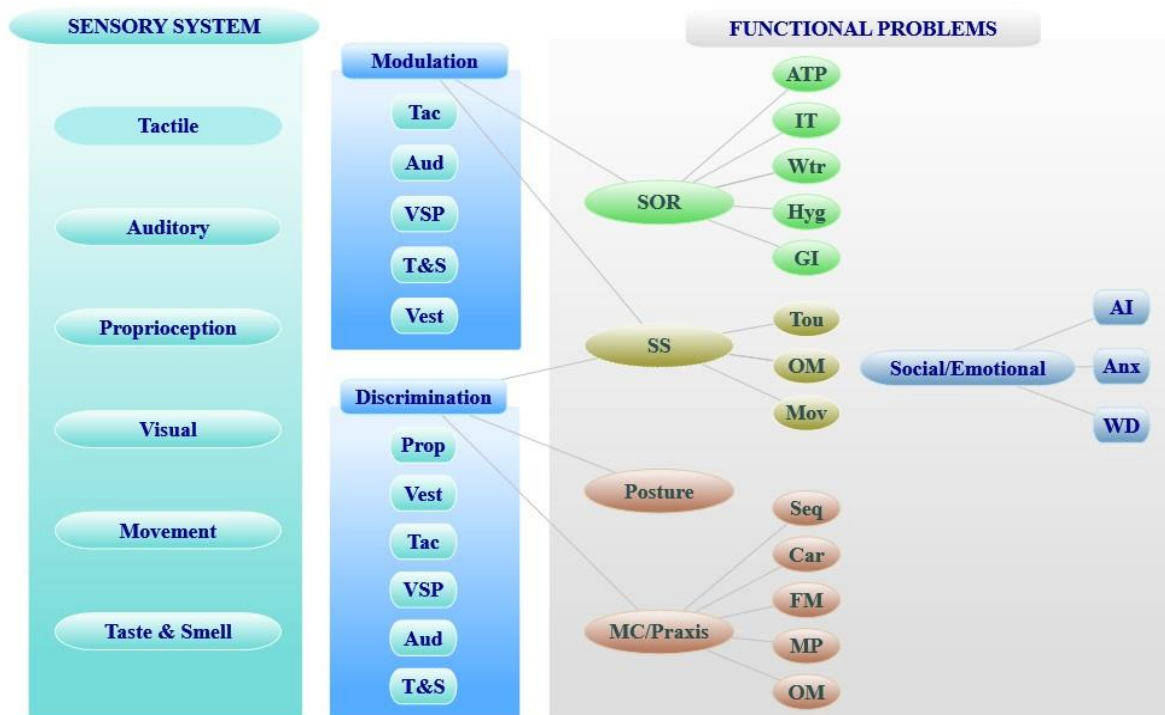 SENSORY SYSTEM
Tactile
Auditory
Proprioception
Visual
Movement
Taste & Smell
Modulation
Tac
Aud
VSP
T&S
Vest
Discrimination
Prop
Vest
Tac
VSP
Aud
T&S
FUNCTIONAL PROBLEMS
SOR
ATP
IT
Wtr
Hyg
GI
SS
Tou
OM
Mov
Posture
MC/Praxis
Seq
Car
FM
MP
OM
Social/Emotional
AI
Anx
WD